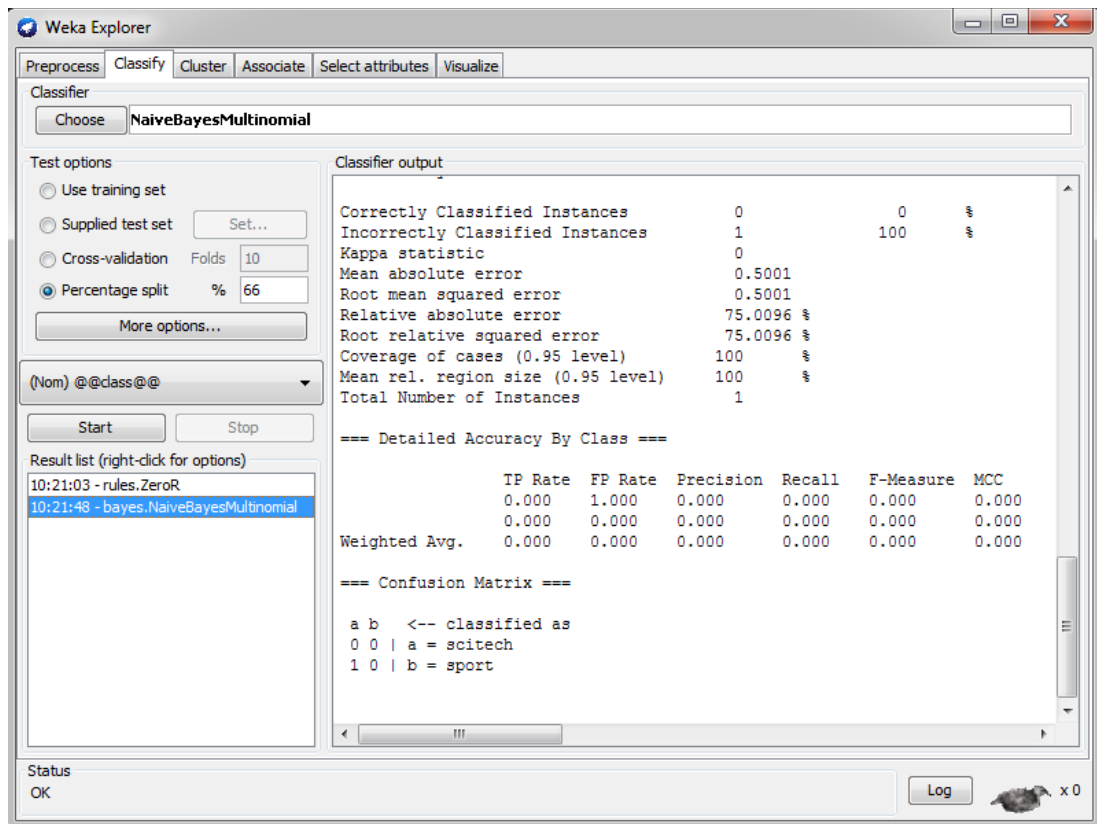 Weka Explorer
Preprocess Classify Cluster Associate Select attributes Visualize
Classifier
Choose NaiveBayesMultinomial
Test options
Use training set
Supplied test set Set...
Cross-validation Folds 10
Percentage split % 66
More options...
(Nom) @@class@@
Start Stop
Result list (right-click for options)
10:21:03 - rules.ZeroR
10:21:48 - bayes.NaiveBayesMultinomial
Classifier output
Correctly Classified Instances 0 0 %
Incorrectly Classified Instances 1 100 %
Kappa statistic 0
Mean absolute error 0.5001
Root mean squared error 0.5001
Relative absolute error 75.0096 %
Root relative squared error 75.0096 %
Coverage of cases (0.95 level) 100 %
Mean rel. region size (0.95 level) 100 %
Total Number of Instances 1
=== Detailed Accuracy By Class ===
TP Rate FP Rate Precision Recall F-Measure MCC
0.000 1.000 0.000 0.000 0.000 0.000
0.000 0.000 0.000 0.000 0.000 0.000
Weighted Avg. 0.000 0.000 0.000 0.000 0.000 0.000
=== Confusion Matrix ===
a b <-- classified as
0 0 | a = scitech
1 0 | b = sport
Status
OK
Log x 0